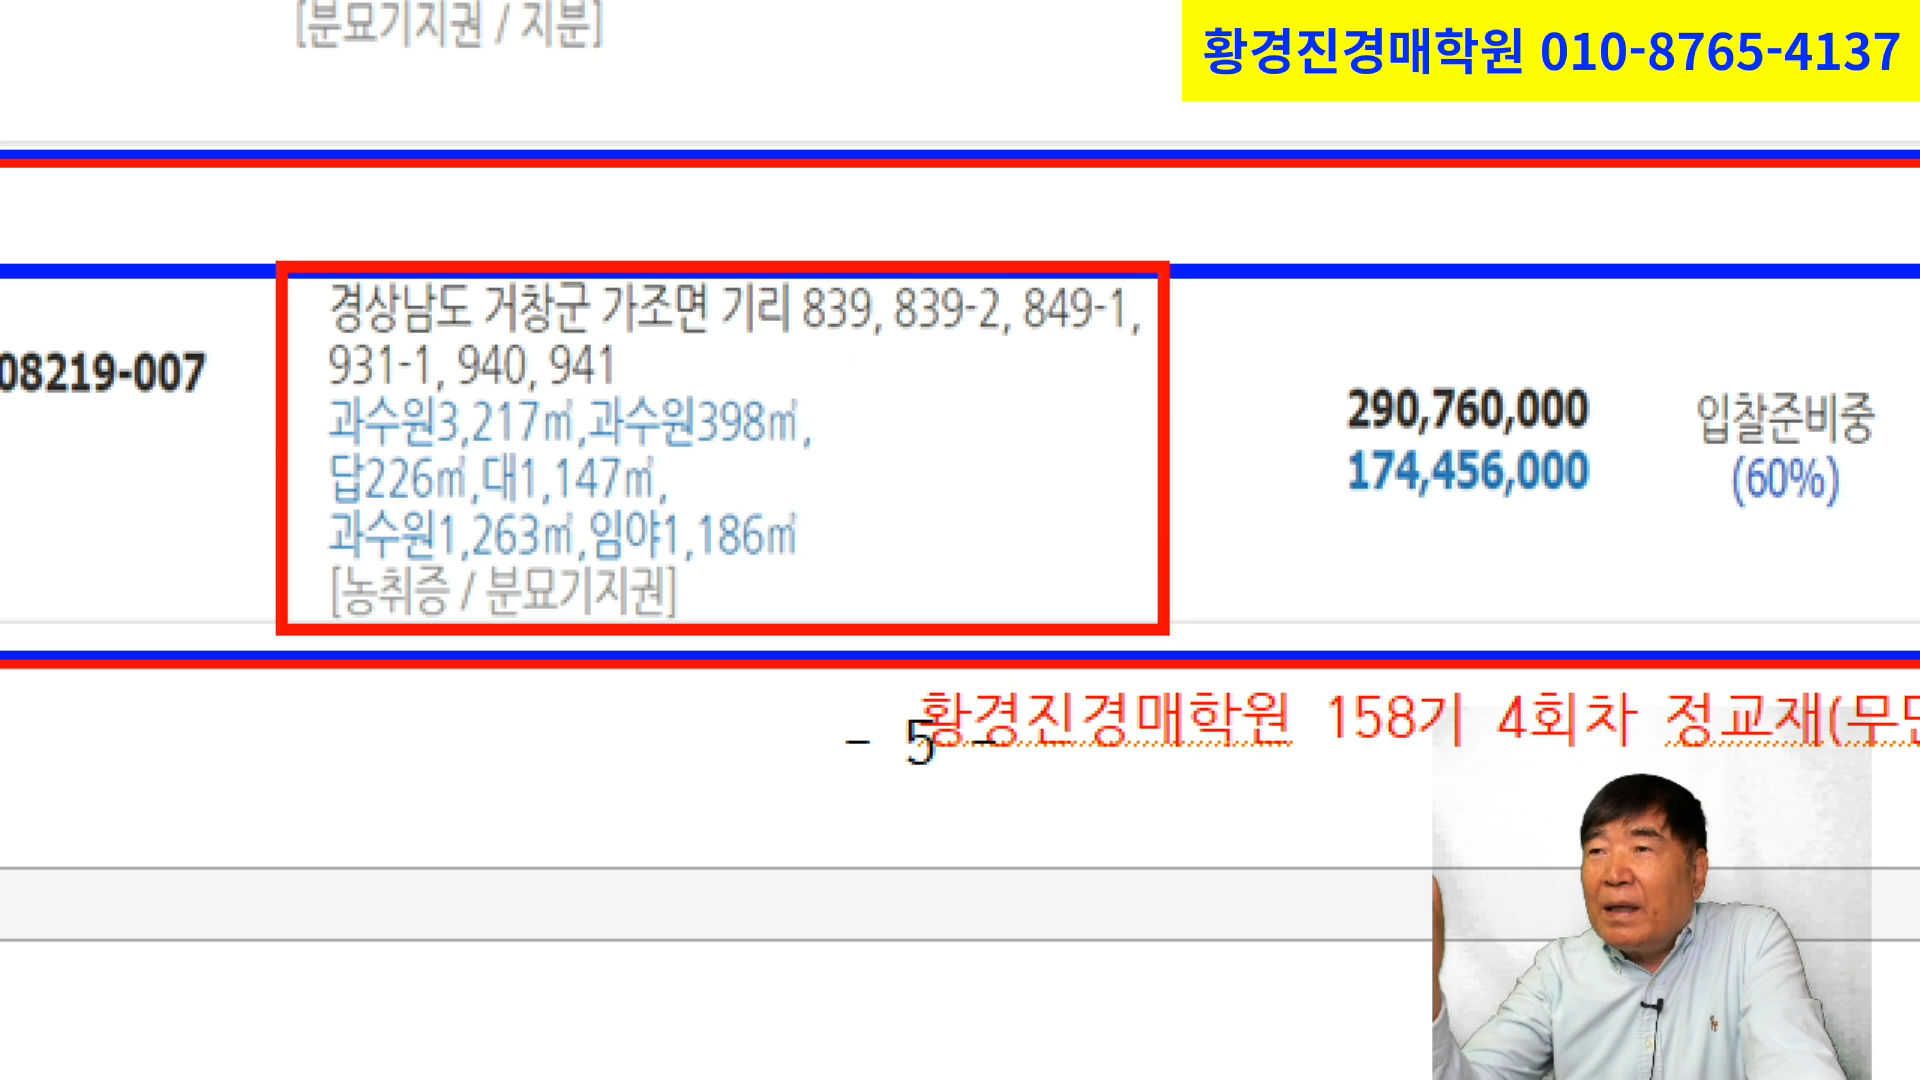 [분묘기지권 / 지분]
황경진경매학원 010-8765-4137
경상남도 거창군 가조면 기리 839, 839-2, 849-1,
931-1, 940, 941
08219-007
과수원3,217㎡,과수원398㎡,
290,760,000
입찰준비중
답226㎡,대1,147㎡,
174,456,000
(60%)
과수원1,263㎡,임야1,186㎡
[농취증 / 분묘기지권]
황경진경매학원 158기 4회차 정교재(무단
- 5 -